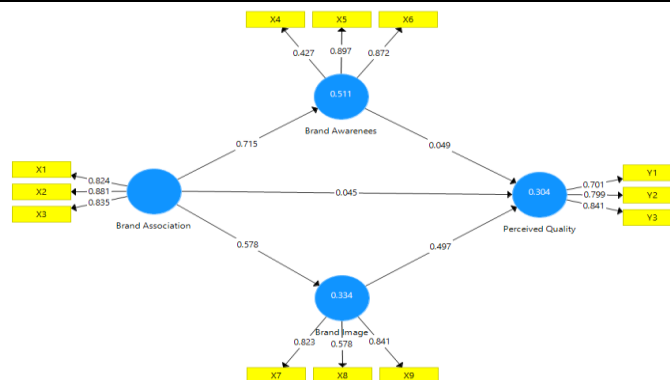 X4 X5 X6
0.427 0.897 0.872
0.511
Brand Awarenees
0.715 0.049
X1 0.824
X2 0.881
X3 0.835
Brand Association
0.045
0.304
Perceived Quality
0.701 Y1
0.799 Y2
0.841 Y3
0.578 0.497
0.334
Brand Image
0.823 0.578 0.841
X7 X8 X9